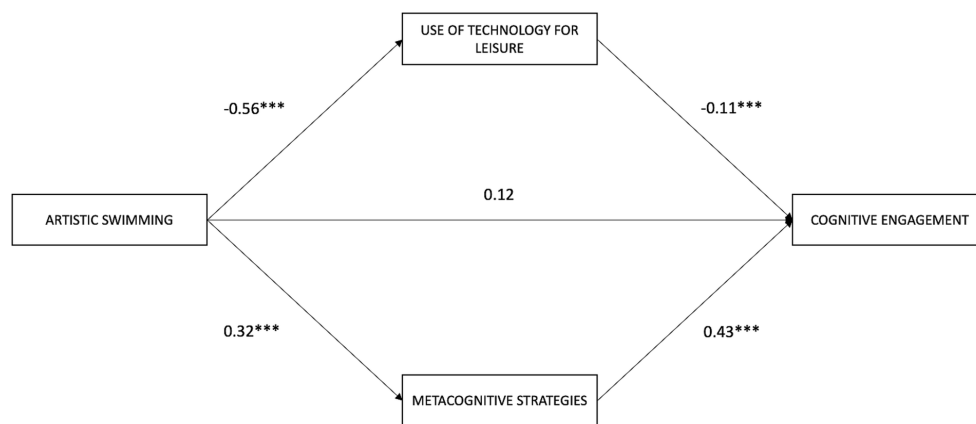 USE OF TECHNOLOGY FOR
LEISURE
-0.56***
-0.11***
0.12
ARTISTIC SWIMMING
COGNITIVE ENGAGEMENT
0.32***
0.43***
METACOGNITIVE STRATEGIES